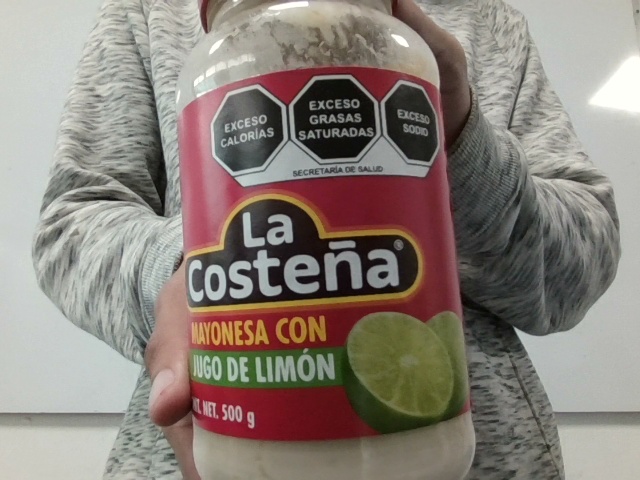 EXCESO
CALORÍAS
EXCESO
GRASAS
SATURADAS
EXCESO
SODIO
SECRETARÍA DE SALUD
La
Costeña®
MAYONESA CON
JUGO DE LIMÓN
NET. 500 g